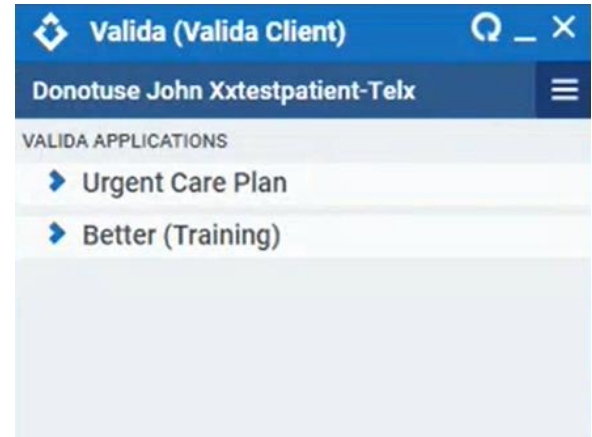 Valida (Valida Client)
Donotuse John Xxtestpatient-Telx
VALIDA APPLICATIONS
Urgent Care Plan
Better (Training)